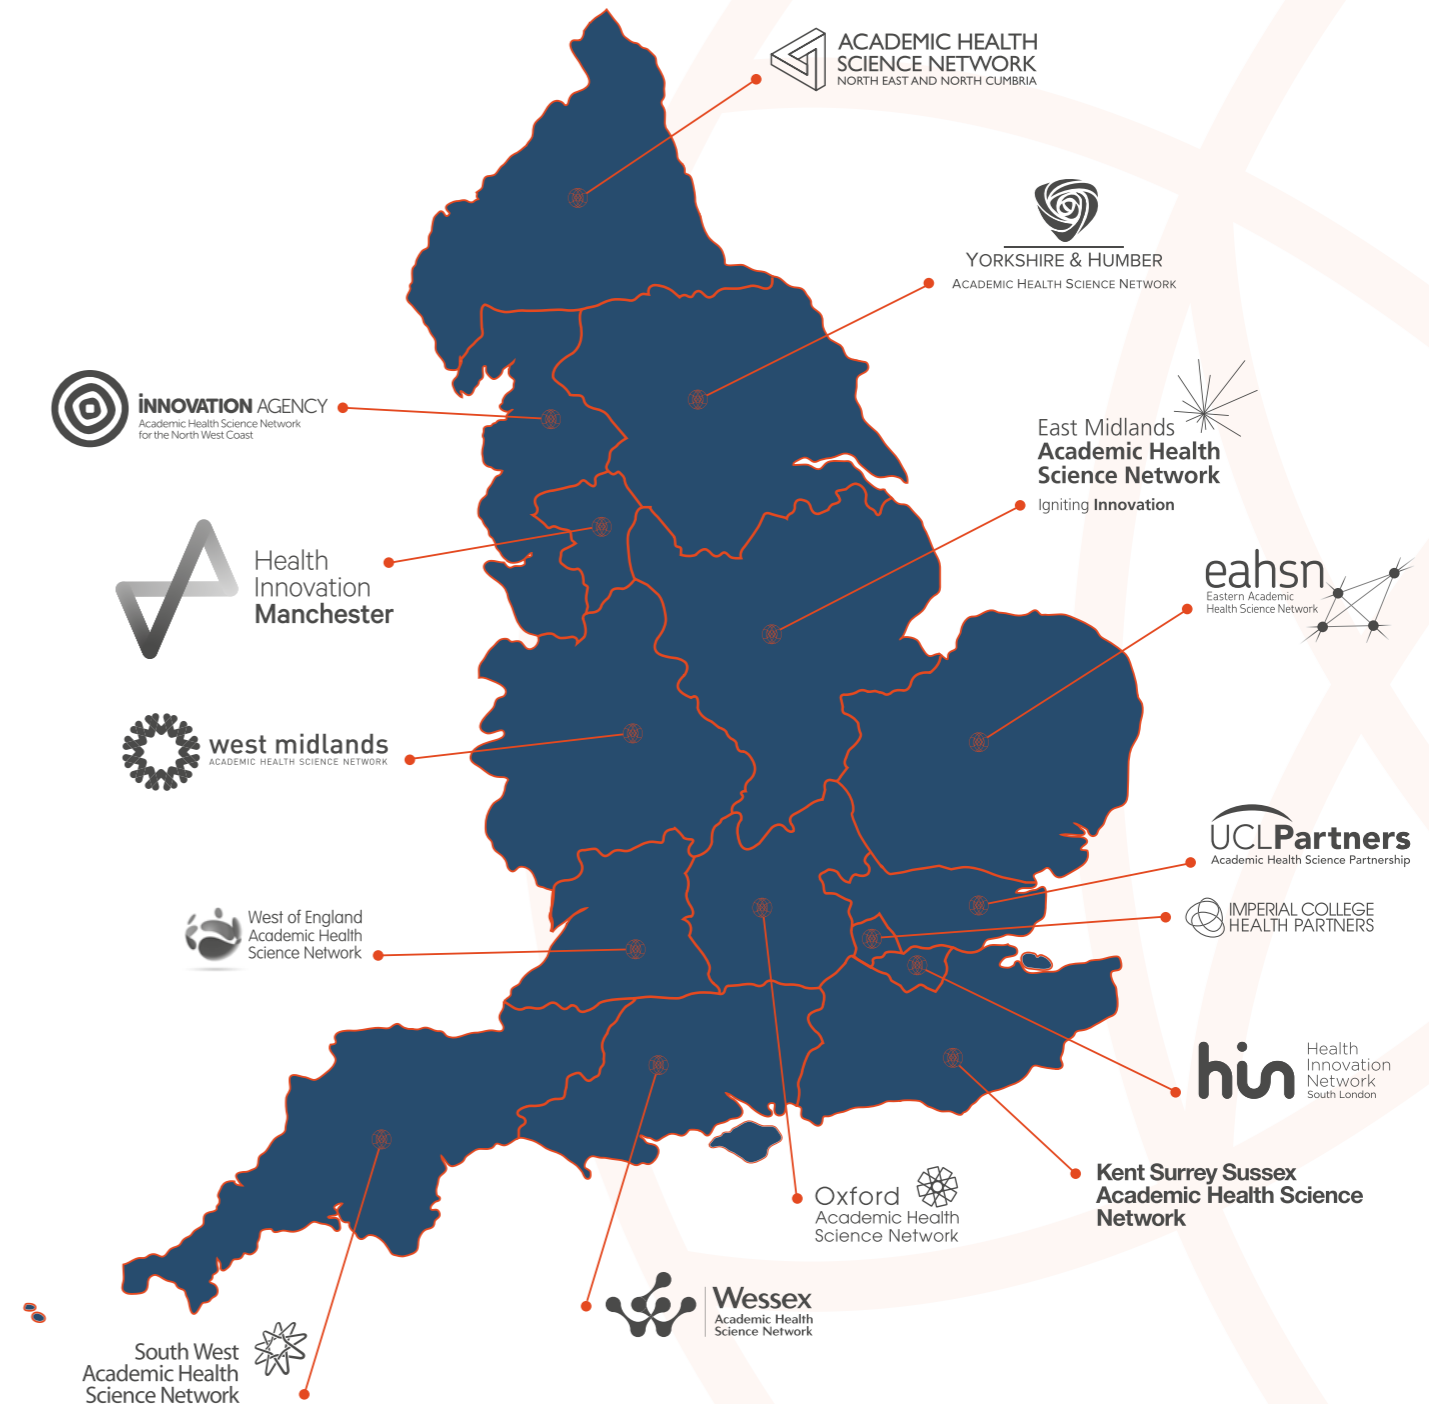 ACADEMIC HEALTH
SCIENCE NETWORK
NORTH EAST AND NORTH CUMBRIA
YORKSHIRE & HUMBER
ACADEMIC HEALTH SCIENCE NETWORK
iNNOVATION AGENCY
Academic Health Science Network
for the North West Coast
East Midlands
Academic Health
Science Network
Igniting Innovation
Health
Innovation
Manchester
eahsn
Eastern Academic
Health Science Network
west midlands
ACADEMIC HEALTH SCIENCE NETWORK
UCLPartners
Academic Health Science Partnership
IMPERIAL COLLEGE
HEALTH PARTNERS
West of England
Academic Health
Science Network
hin
Health
Innovation
Network
South London
Kent Surrey Sussex
Academic Health Science
Network
Oxford
Academic Health
Science Network
Wessex
Academic Health
Science Network
South West
Academic Health
Science Network